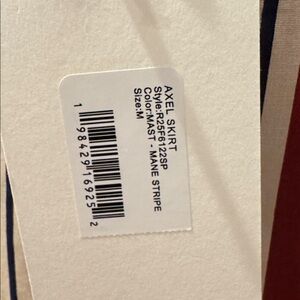 AXEL SKIRT
Style:R25F6122SP
Color:MAST - MANE STRIPE
Size:M
1 98429 16925 2